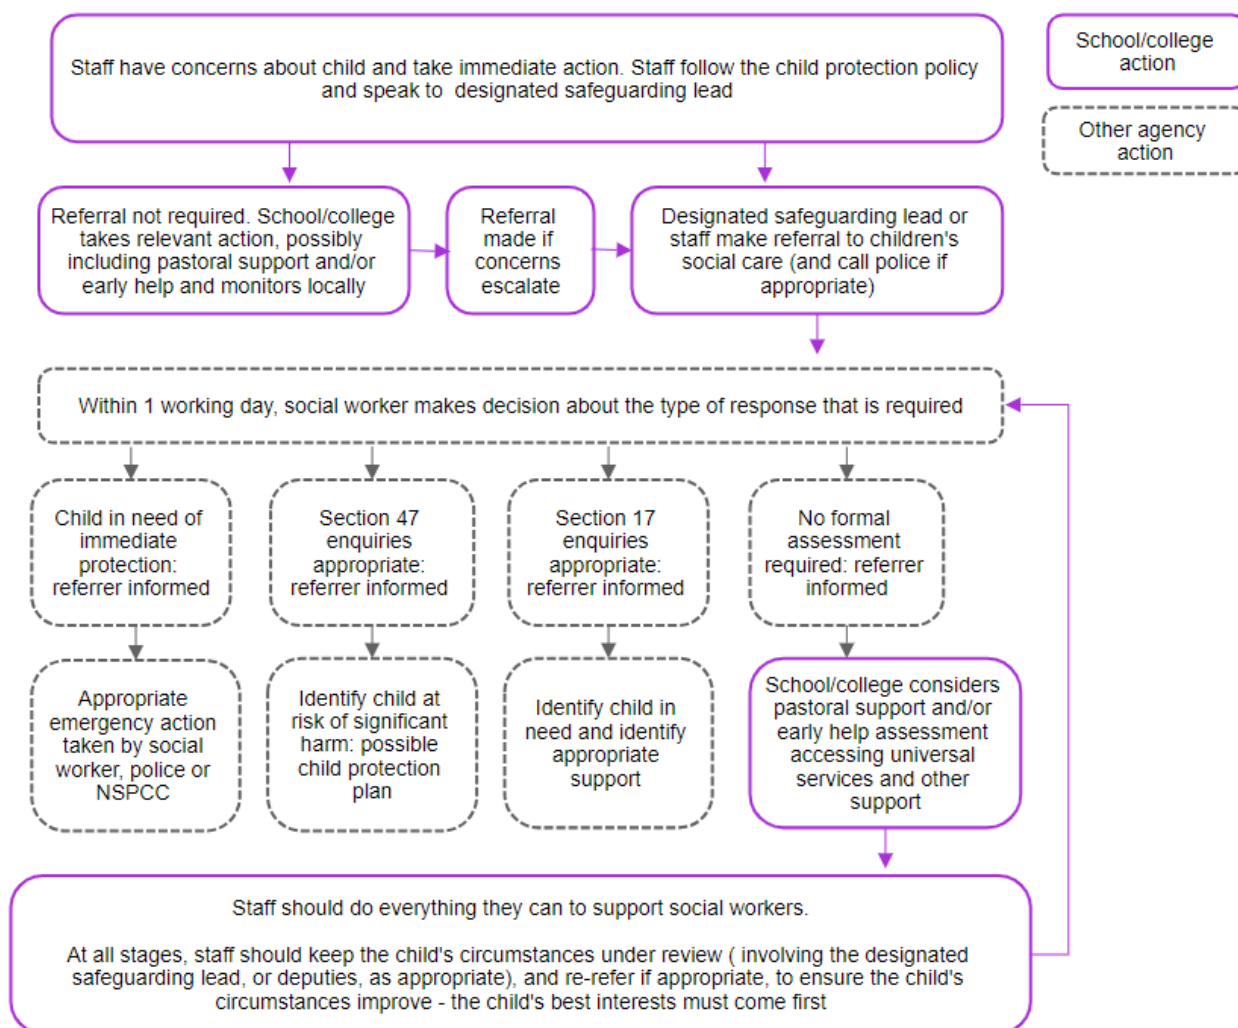 Staff have concerns about child and take immediate action. Staff follow the child protection policy
and speak to  designated safeguarding lead
School/college
action
Other agency
action
Referral not required. School/college
takes relevant action, possibly
including pastoral support and/or
early help and monitors locally
Referral
made if
concerns
escalate
Designated safeguarding lead or
staff make referral to children's
social care (and call police if
appropriate)
Within 1 working day, social worker makes decision about the type of response that is required
Child in need of
immediate
protection:
referrer informed
Section 47
enquiries
appropriate:
referrer informed
Section 17
enquiries
appropriate:
referrer informed
No formal
assessment
required: referrer
informed
Appropriate
emergency action
taken by social
worker, police or
NSPCC
Identify child at
risk of significant
harm: possible
child protection
plan
Identify child in
need and identify
appropriate
support
School/college considers
pastoral support and/or
early help assessment
accessing universal
services and other
support
Staff should do everything they can to support social workers.
At all stages, staff should keep the child's circumstances under review ( involving the designated
safeguarding lead, or deputies, as appropriate), and re-refer if appropriate, to ensure the child's
circumstances improve - the child's best interests must come first